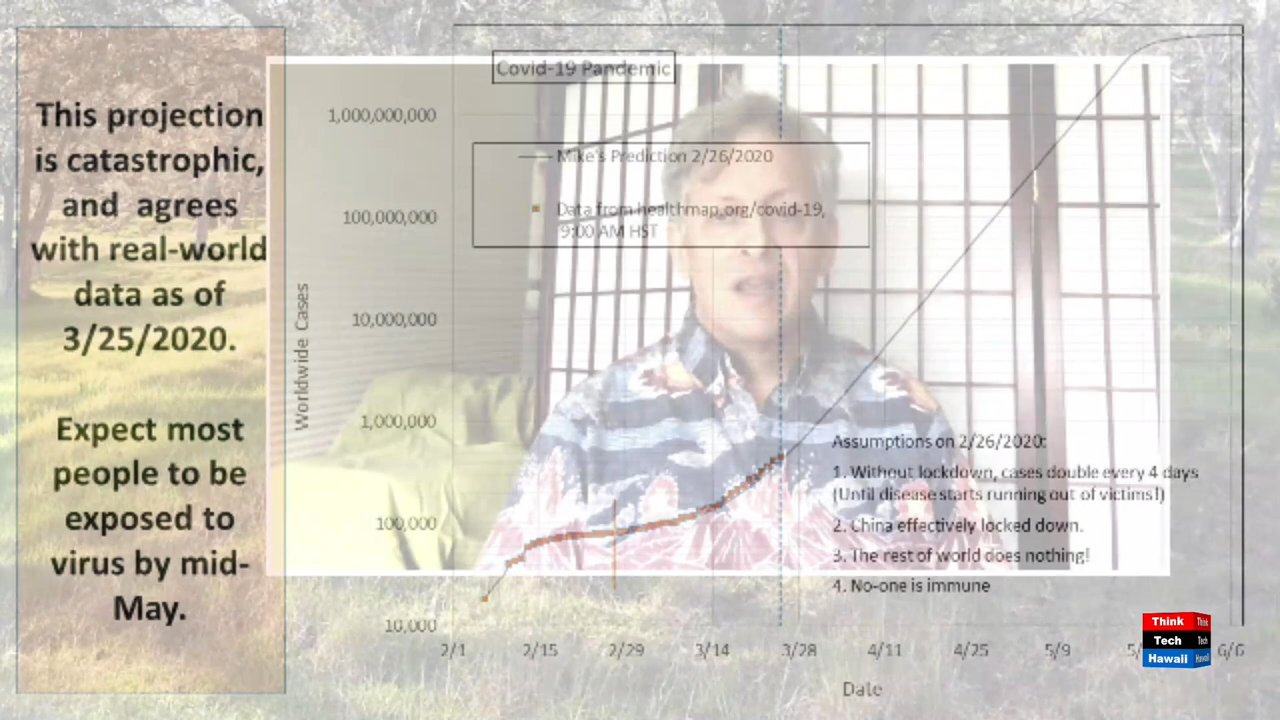 This projection
is catastrophic,
and agrees
with real-world
data as of
3/25/2020.
Expect most
people to be
exposed to
virus by mid-
May.
Covid-19 Pandemic
Mike's Prediction 2/26/2020
Data from healthmap.org/covid-19,
9:00 AM HST
Worldwide Cases
1,000,000,000
100,000,000
10,000,000
1,000,000
100,000
10,000
Assumptions on 2/26/2020:
1. Without lockdown, cases double every 4 days
(Until disease starts running out of victims!)
2. China effectively locked down.
3. The rest of world does nothing!
4. No-one is immune
2/1 2/15 2/29 3/14 3/28 4/11 4/25 5/9 5/ 6/6
Date
Think Think
Tech Tech
Hawaii Hawaii